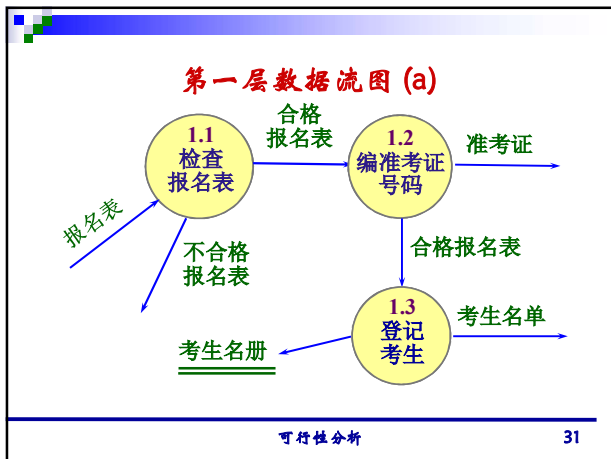 第一层数据流图 (a)
合格
报名表
1.1
检查
报名表
1.2
编准考证
号码
准考证
报名表
不合格
报名表
合格报名表
1.3
登记
考生
考生名单
考生名册
可行性分析
31